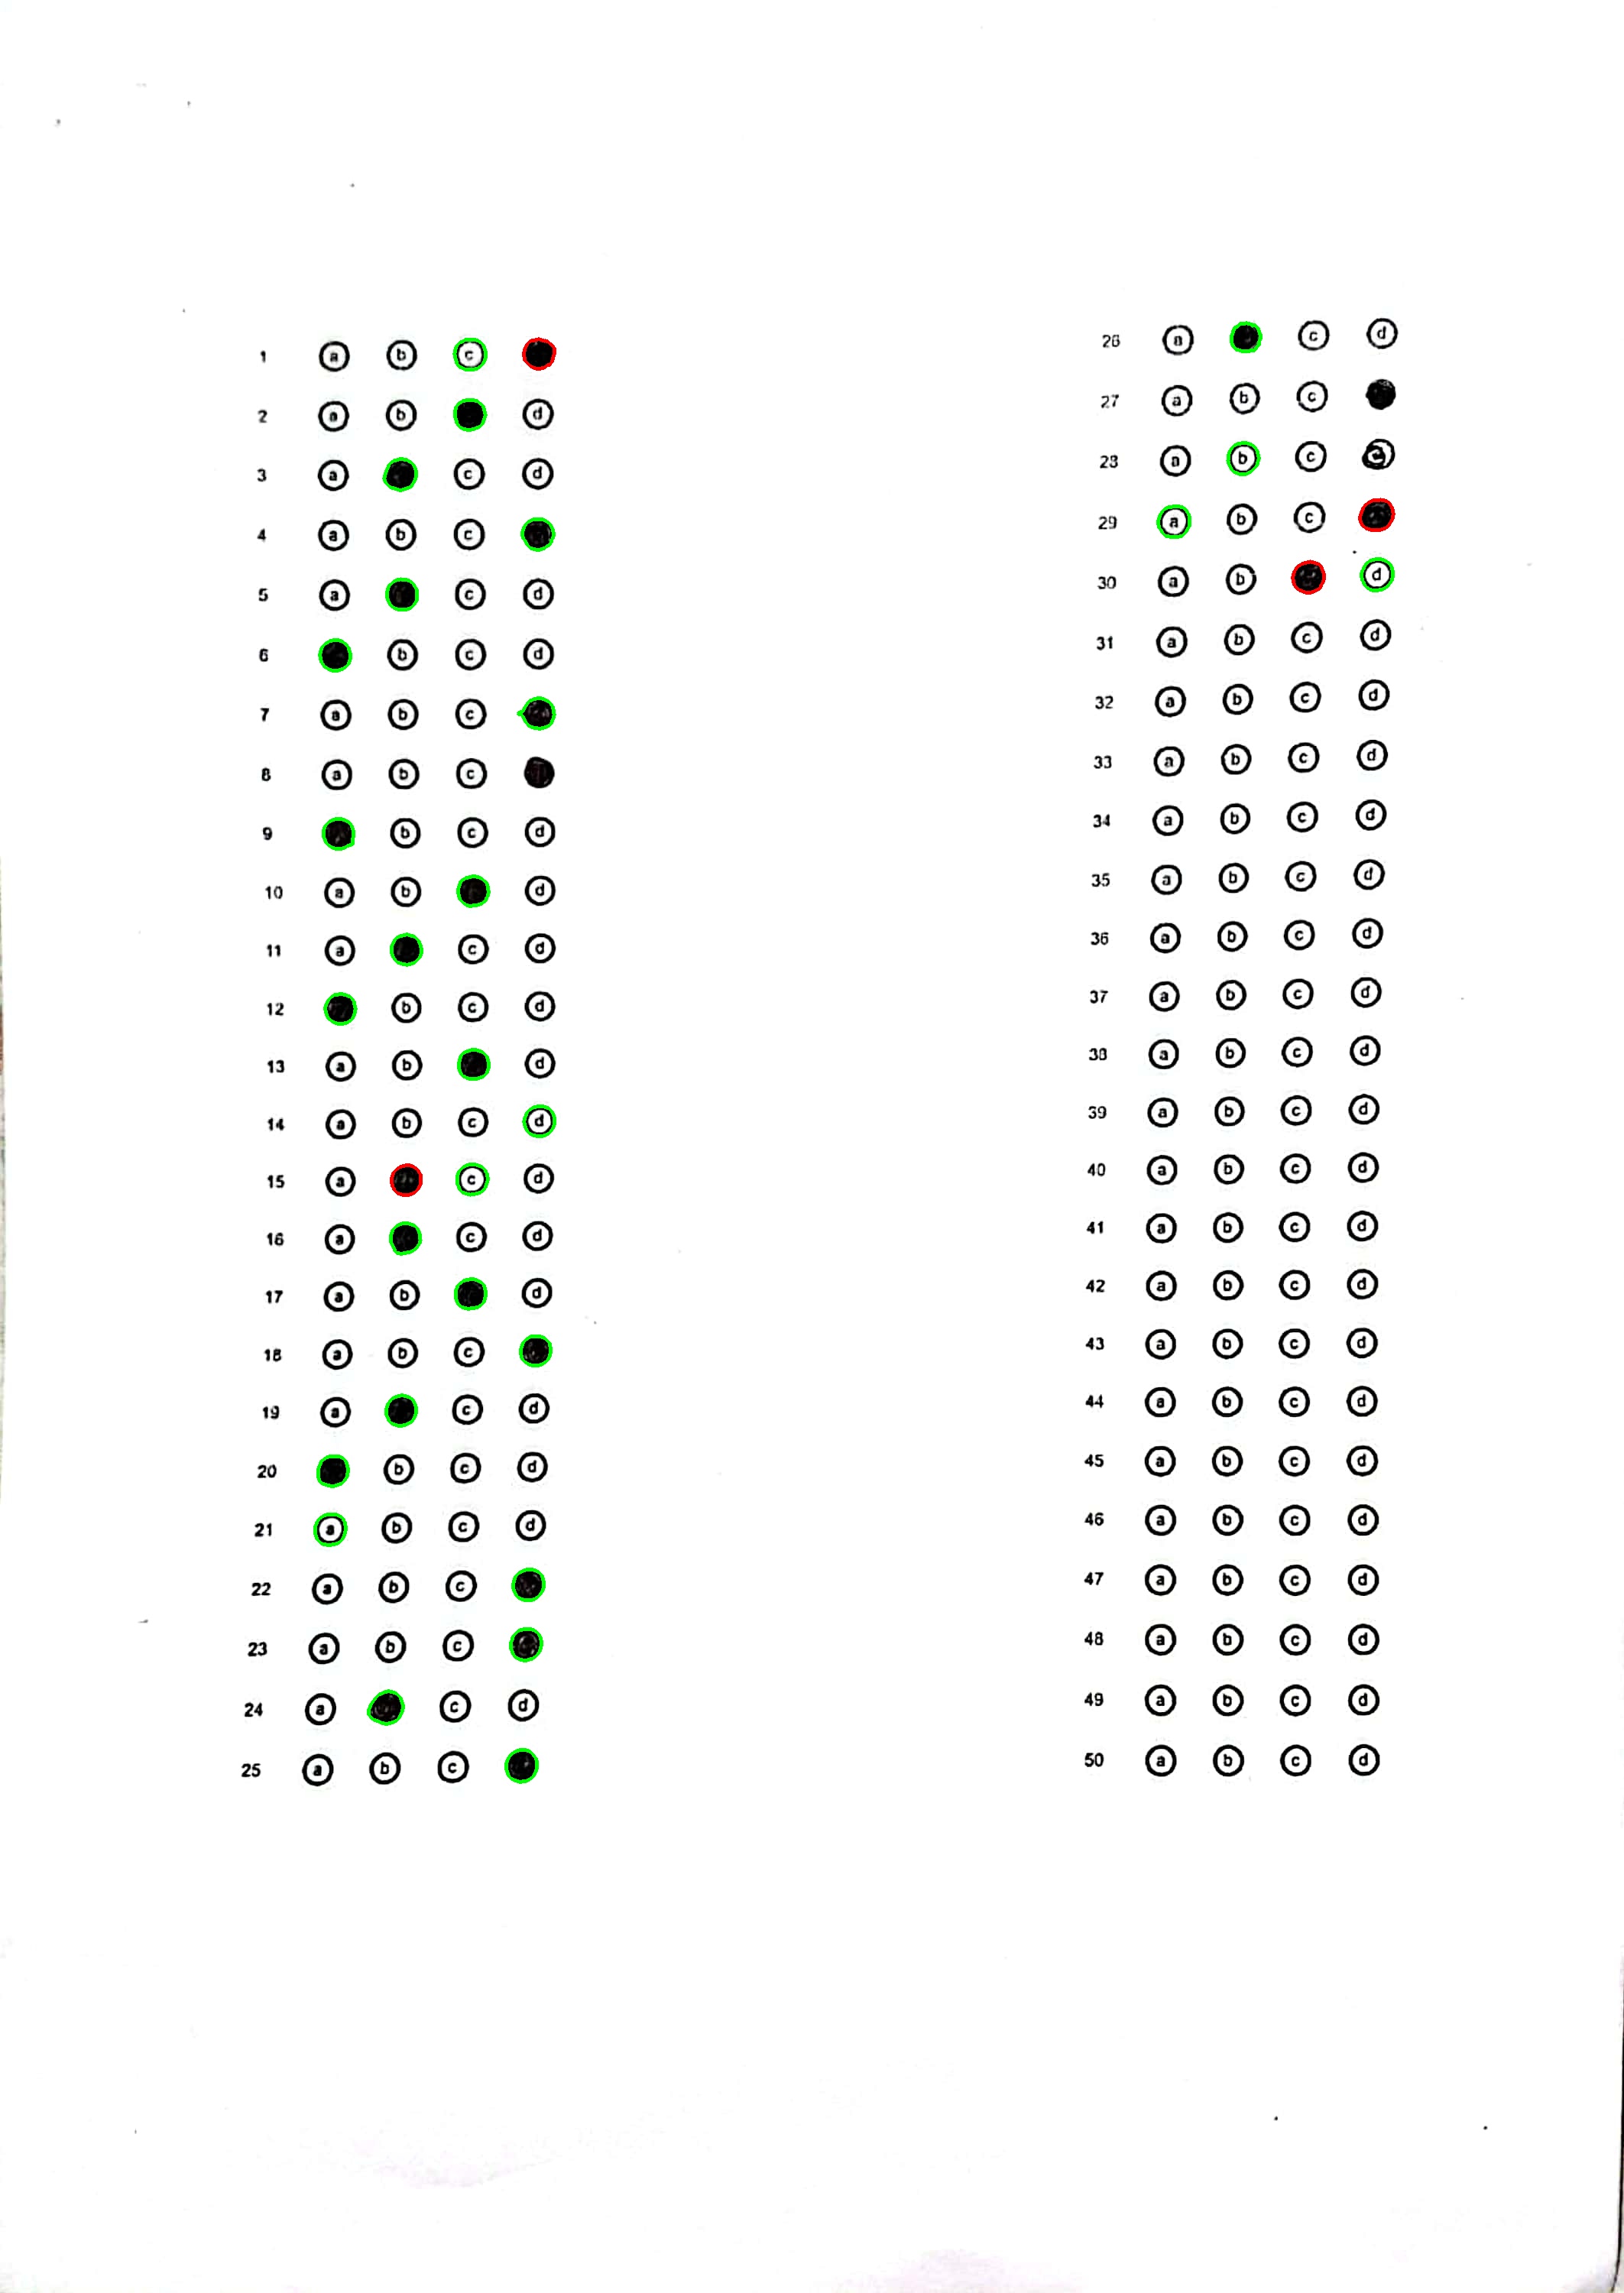 1 a b c
2 a b d
3 a c d
4 a b c
5 a c d
6 b c d
7 a b c
8 a b c
9 b c d
10 a b d
11 a c d
12 b c d
13 a b d
14 a b c d
15 a c d
16 a c d
17 a b d
18 a b c
19 a c d
20 b c d
21 a b c d
22 a b c
23 a b c
24 a c d
25 a b c
26 a c d
27 a b c
28 a b c
29 a b c
30 a b d
31 a b c d
32 a b c d
33 a b c d
34 a b c d
35 a b c d
36 a b c d
37 a b c d
38 a b c d
39 a b c d
40 a b c d
41 a b c d
42 a b c d
43 a b c d
44 a b c d
45 a b c d
46 a b c d
47 a b c d
48 a b c d
49 a b c d
50 a b c d